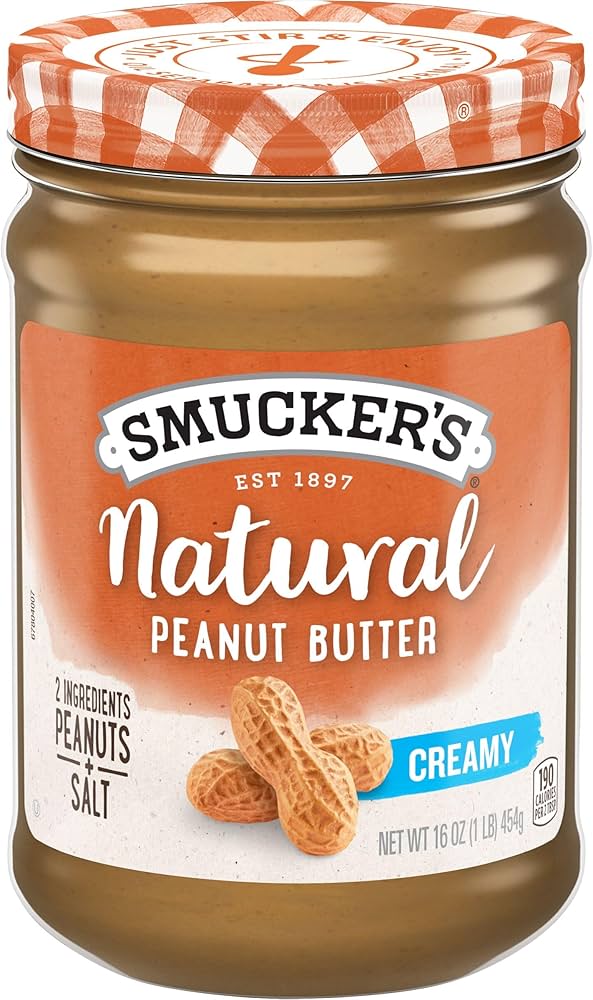 JUST STIR & ENJOY
®
SMUCKER'S
®
EST 1897
Natural
PEANUT BUTTER
2 INGREDIENTS
PEANUTS
+
SALT
CREAMY
190
CALORIES
PER 2 TBSP
NET WT 16 OZ (1 LB) 454g
67804007